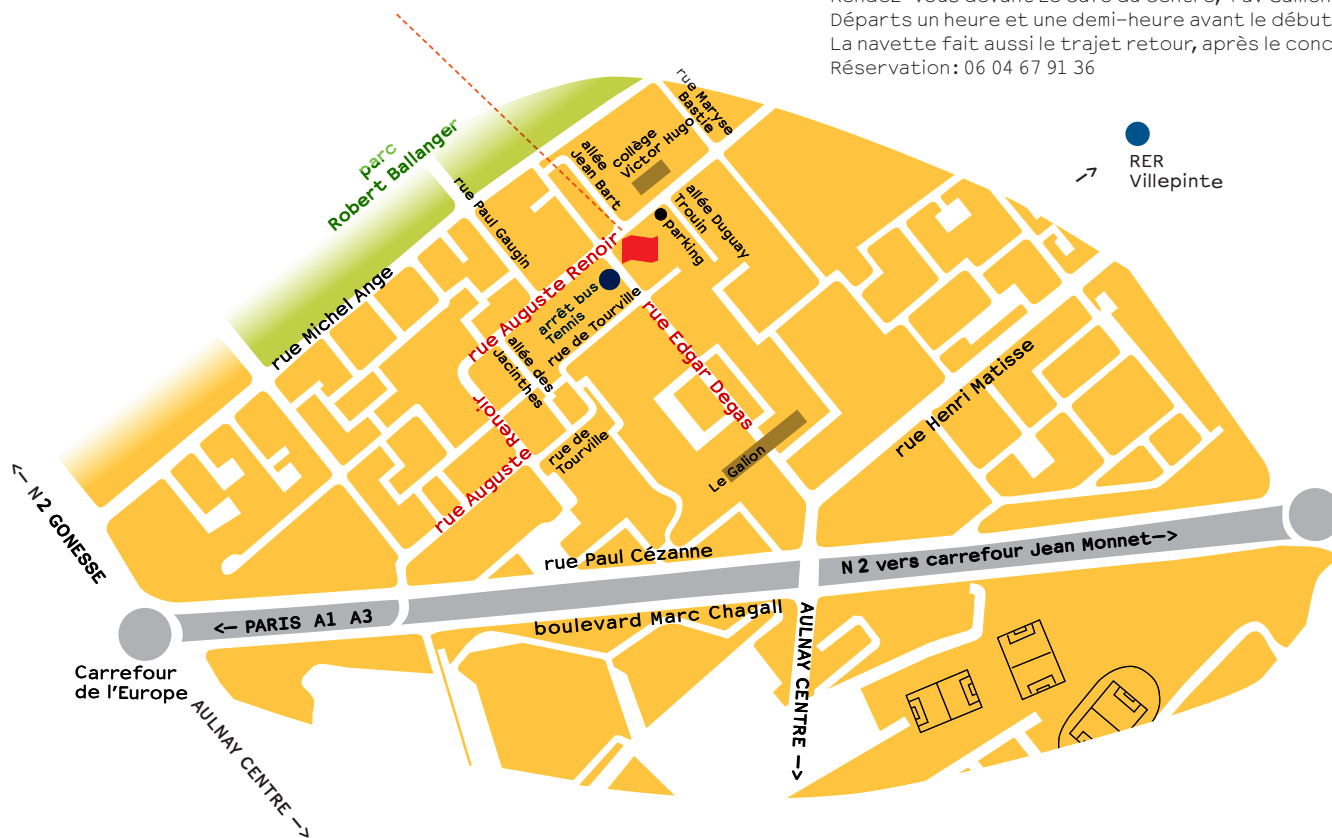 Départs un heure et une demi-heure avant le début
La navette fait aussi le trajet retour, après le conc
Réservation: 06 04 67 91 36
rue Maryse
Bastie
collège
Victor Hugo
allée
Jean Bart
parc
Robert Ballanger
rue Paul Gaugin
allée Duguay
Trouin
parking
RER
Villepinte
rue Michel Ange
rue Auguste Renoir
arrêt bus
Tennis
rue de Tourville
rue Edgar Degas
allée des
Jacinthes
rue Henri Matisse
Renoir
rue Auguste
rue de
Tourville
Le Galion
← N2 GONESSE
rue Paul Cézanne
N 2 vers carrefour Jean Monnet→
← PARIS A1 A3
boulevard Marc Chagall
AULNAY CENTRE →
Carrefour
de l'Europe
AULNAY CENTRE →